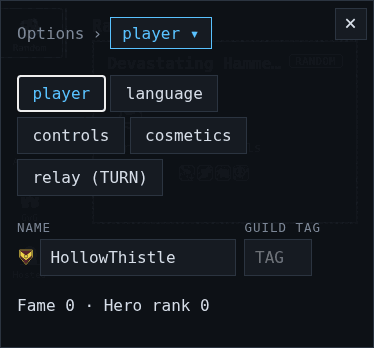 Options › player ▾ ×
player language
controls cosmetics
relay (TURN)
NAME GUILD TAG
HollowThistle TAG
Fame 0 · Hero rank 0